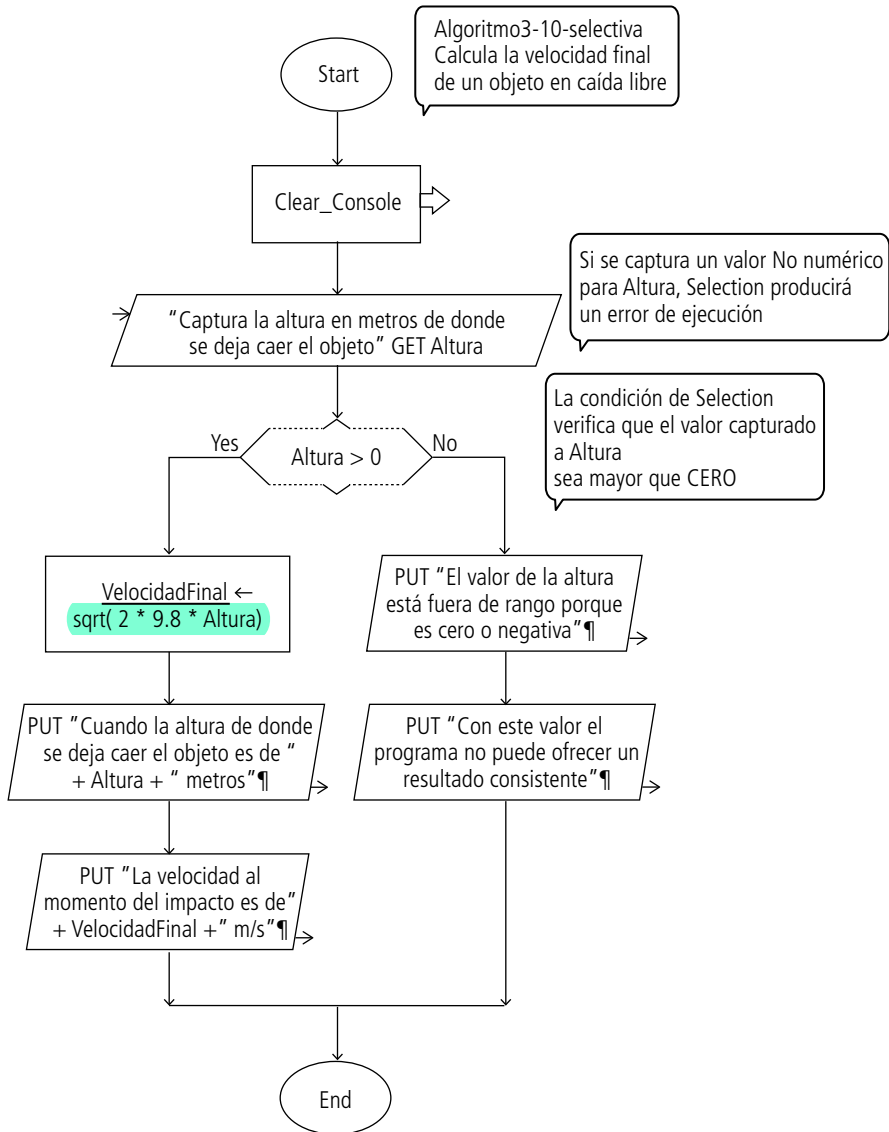 Algoritmo3-10-selectiva
Calcula la velocidad final
de un objeto en caída libre
Start
Clear_Console
Si se captura un valor No numérico
para Altura, Selection producirá
un error de ejecución
“Captura la altura en metros de donde
se deja caer el objeto” GET Altura
La condición de Selection
verifica que el valor capturado
a Altura
sea mayor que CERO
Yes
Altura > 0
No
VelocidadFinal ←
sqrt( 2 * 9.8 * Altura)
PUT “Cuando la altura de donde
se deja caer el objeto es de “
+ Altura + “ metros”¶
PUT “La velocidad al
momento del impacto es de”
+ VelocidadFinal +” m/s”¶
PUT “El valor de la altura
está fuera de rango porque
es cero o negativa”¶
PUT “Con este valor el
programa no puede ofrecer un
resultado consistente”¶
End